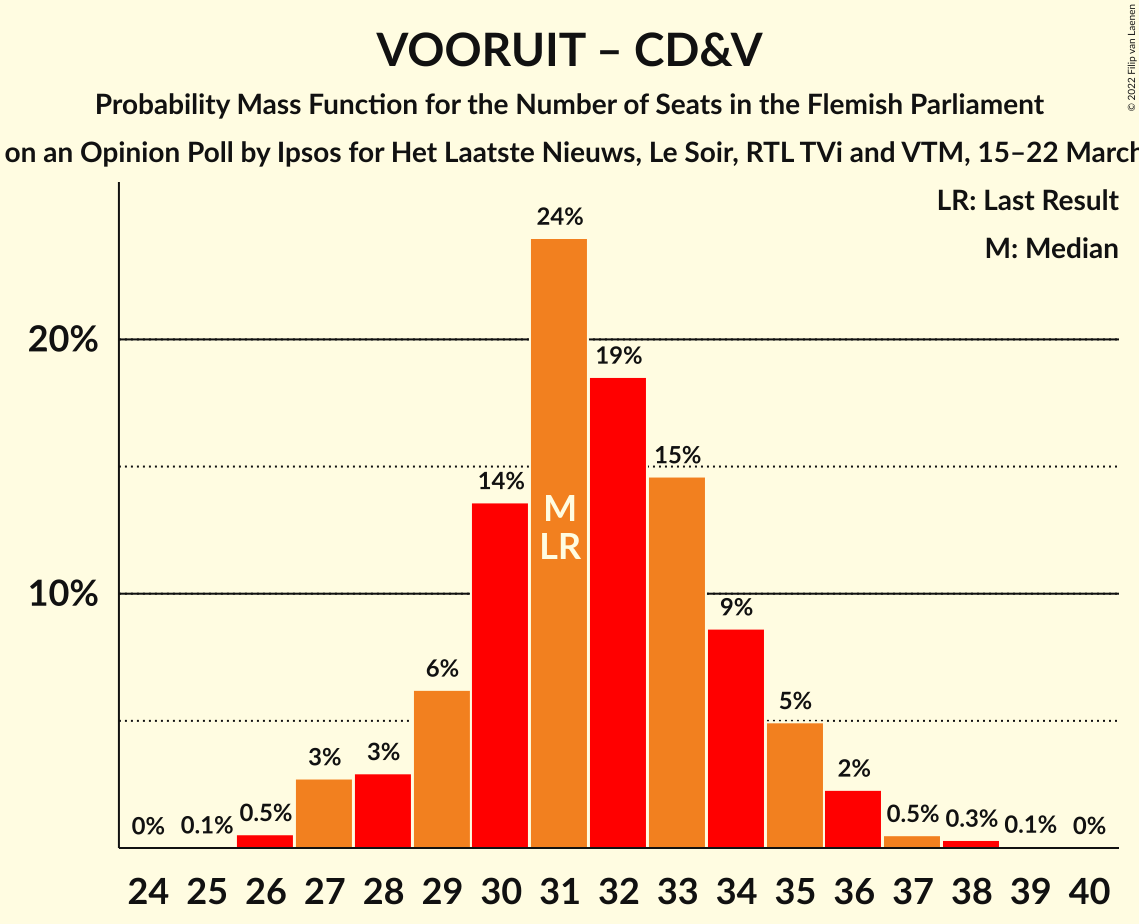 VOORUIT – CD&V
Probability Mass Function for the Number of Seats in the Flemish Parliament
on an Opinion Poll by Ipsos for Het Laatste Nieuws, Le Soir, RTL TVi and VTM, 15–22 March
© 2022 Filip van Laenen
LR: Last Result
M: Median
20%
10%
0%
0.1%
0.5%
3%
3%
6%
14%
24%
19%
15%
9%
5%
2%
0.5%
0.3%
0.1%
0%
M
LR
24 25 26 27 28 29 30 31 32 33 34 35 36 37 38 39 40